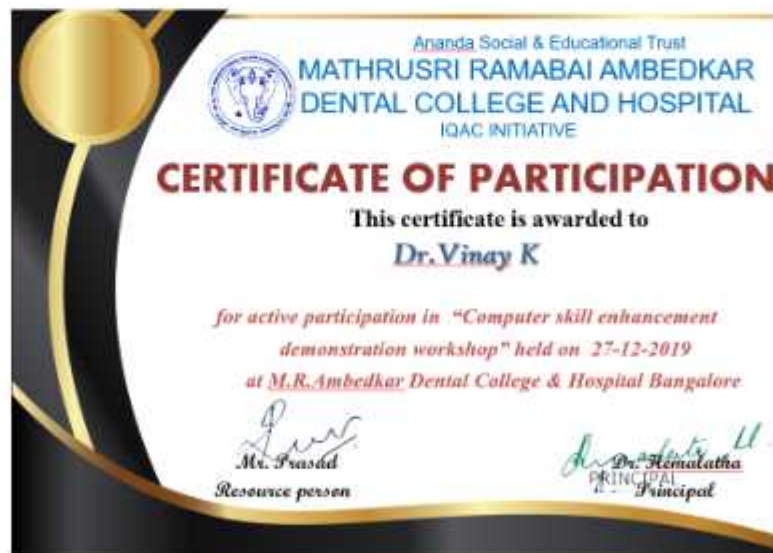 Ananda Social & Educational Trust
MATHRUSRI RAMABAI AMBEDKAR
DENTAL COLLEGE AND HOSPITAL
IQAC INITIATIVE
CERTIFICATE OF PARTICIPATION
This certificate is awarded to
Dr.Vinay K
for active participation in "Computer skill enhancement
demonstration workshop" held on 27-12-2019
at M.R.Ambedkar Dental College & Hospital Bangalore
Mr. Prasad
Dr. Hemalatha
PRINCIPAL
Resource person
Principal